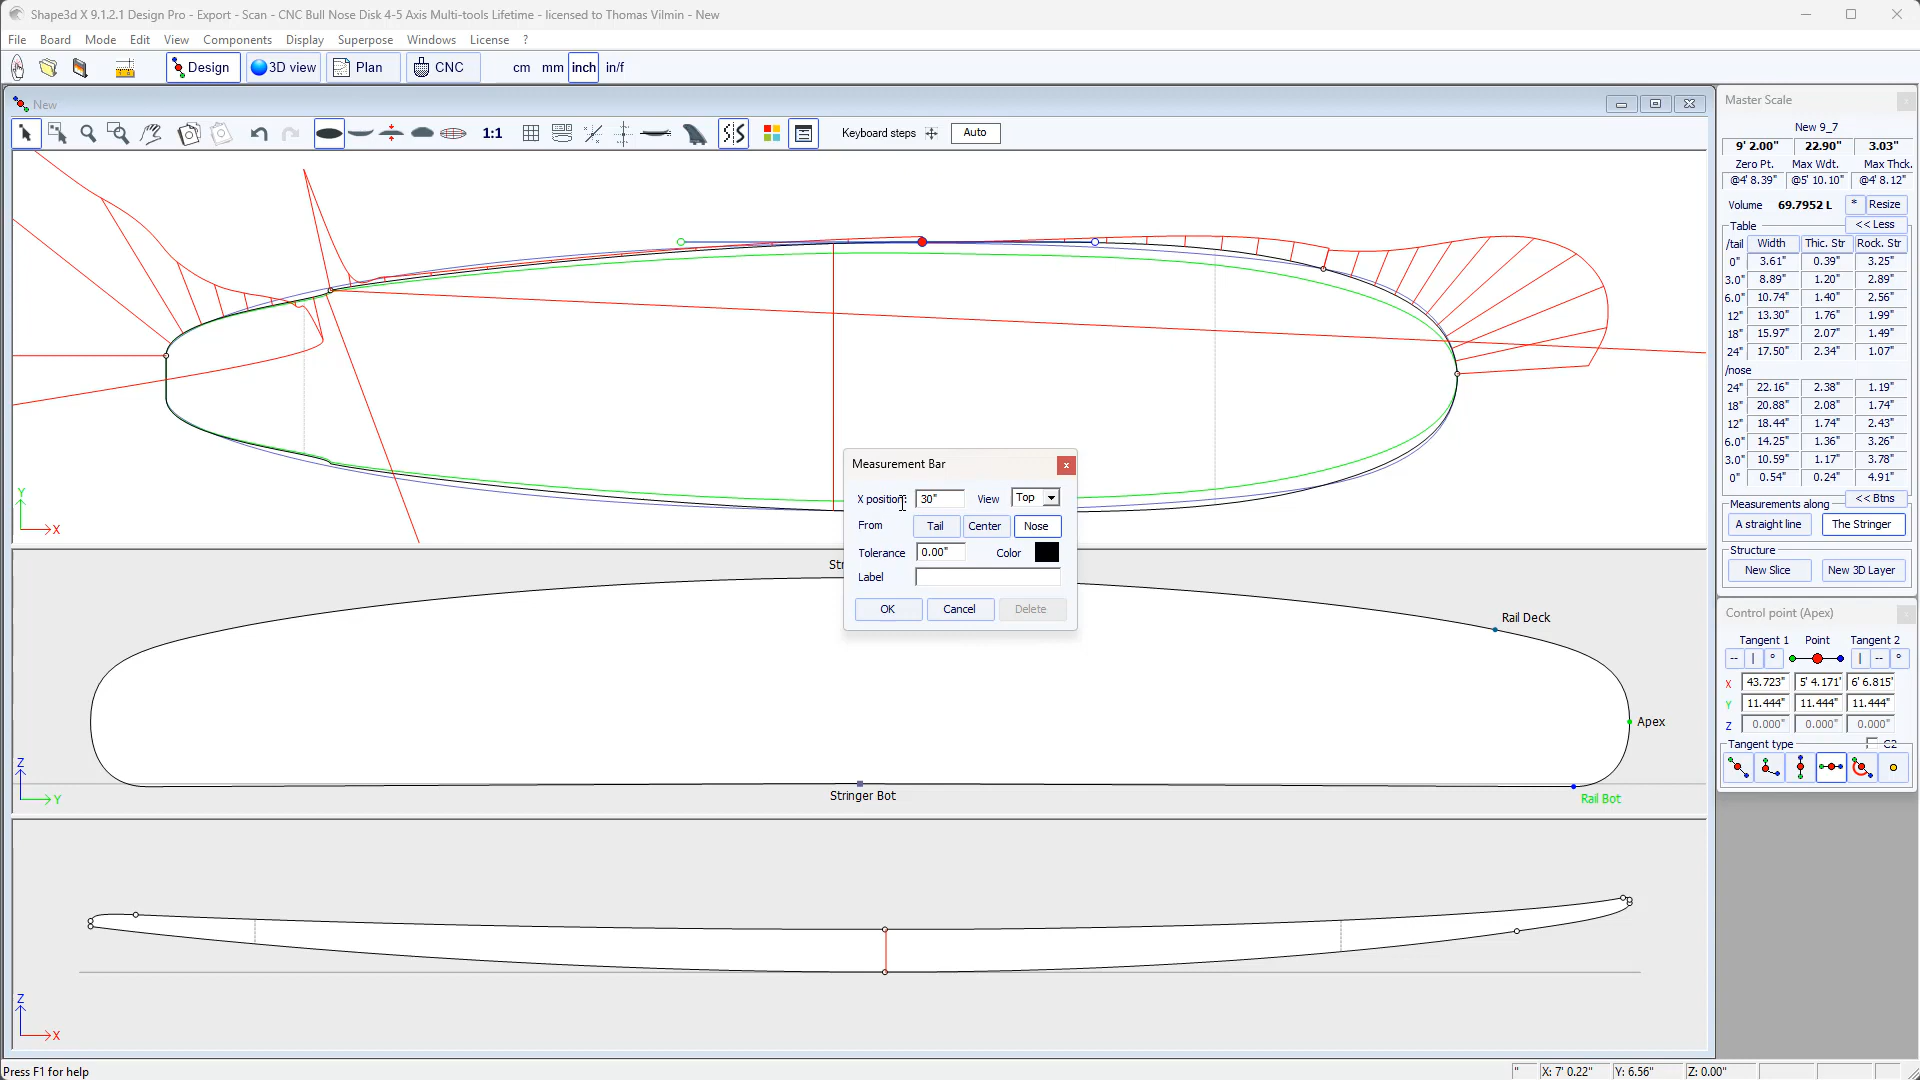 Shape3d X 9.1.2.1 Design Pro - Export - Scan - CNC Bull Nose Disk 4-5 Axis Multi-tools Lifetime - licensed to Thomas Vilmin - New
File Board Mode Edit View Components Display Superpose Windows License ?
Design 3D view Plan CNC cm mm inch in/f
New
1:1 Keyboard steps Auto
Master Scale
New 9_7
9' 2.00" 22.90" 3.03"
Zero Pt. Max Wdt. Max Thck.
@4' 8.39" @5' 10.10" @4' 8.12"
Volume 69.7952 L * Resize
<< Less
Table
/tail Width Thic. Str Rock. Str
0" 3.61" 0.39" 3.25"
3.0" 8.89" 1.20" 2.89"
6.0" 10.74" 1.40" 2.56"
12" 13.30" 1.76" 1.99"
18" 15.97" 2.07" 1.49"
24" 17.50" 2.34" 1.07"
/nose
24" 22.16" 2.38" 1.19"
18" 20.88" 2.08" 1.74"
12" 18.44" 1.74" 2.43"
6.0" 14.25" 1.36" 3.26"
3.0" 10.59" 1.17" 3.78"
0" 0.54" 0.24" 4.91"
<< Btns
Measurements along
A straight line The Stringer
Structure
New Slice New 3D Layer
Control point (Apex)
Tangent 1 Point Tangent 2
-- | ° | -- °
X 43.723" 5' 4.171' 6' 6.815'
Y 11.444" 11.444" 11.444"
Z 0.000" 0.000" 0.000"
Tangent type C2
Measurement Bar
X position: 30" View Top
From Tail Center Nose
Tolerance 0.00" Color
Label
OK Cancel Delete
Y
X
Str
Rail Deck
Apex
Z
Y
Stringer Bot
Rail Bot
Z
X
Press F1 for help
" X: 7' 0.22" Y: 6.56" Z: 0.00"